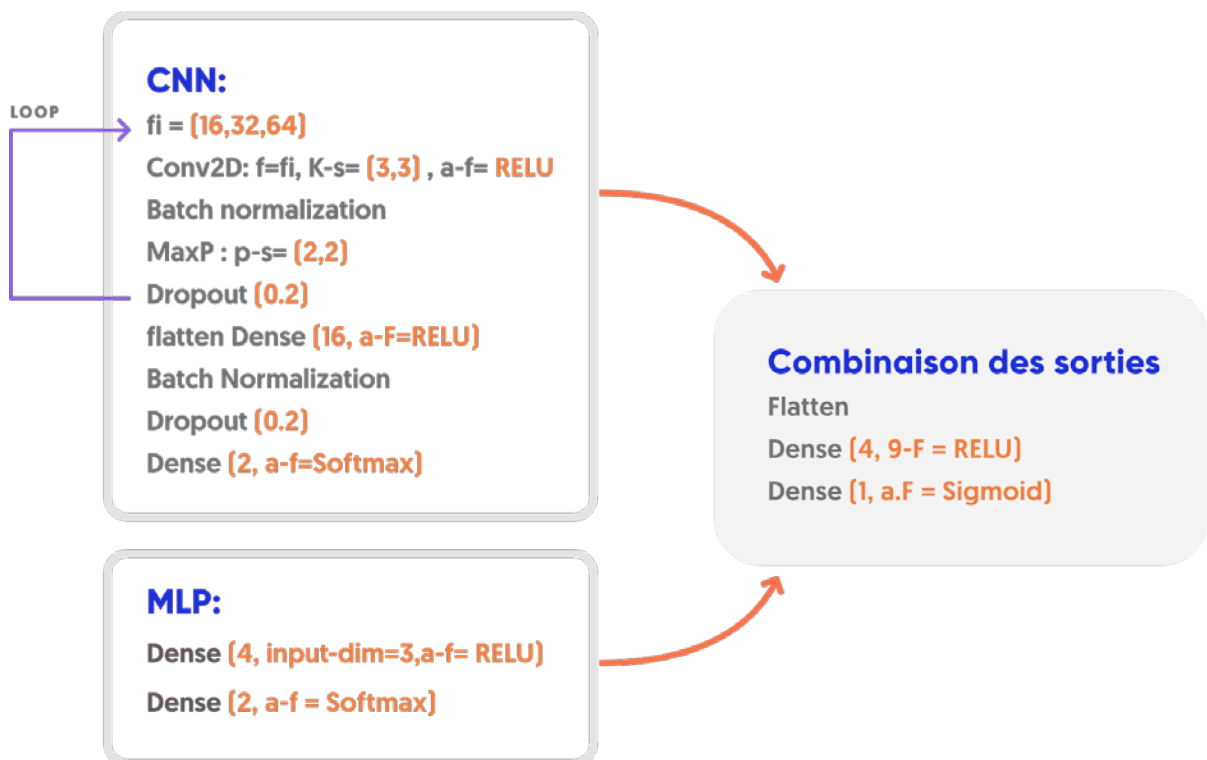 CNN:
LOOP
fi = (16,32,64)
Conv2D: f=fi, K-s= (3,3) , a-f= RELU
Batch normalization
MaxP : p-s= (2,2)
Dropout (0.2)
flatten Dense (16, a-F=RELU)
Batch Normalization
Dropout (0.2)
Dense (2, a-f=Softmax)
Combinaison des sorties
Flatten
Dense (4, 9-F = RELU)
Dense (1, a.F = Sigmoid)
MLP:
Dense (4, input-dim=3,a-f= RELU)
Dense (2, a-f = Softmax)